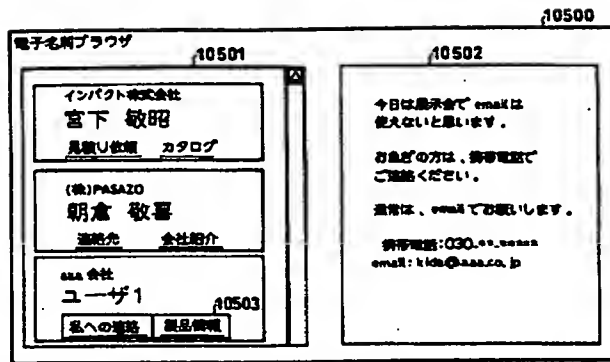 10500
電子名刺ブラウザ
10501
10502
インパクト株式会社
宮下 敏昭
見積り依頼 カタログ
(株)PASAZO
朝倉 敬喜
連絡先 会社紹介
aaa 会社
ユーザ1
10503
私への連絡 製品情報
今日は展示会で emailは
使えないと思います。
お急ぎの方は、携帯電話で
ご連絡ください。
通常は、emailでお願いします。
携帯電話:030-**-*****
email:kida@aaa.co.jp